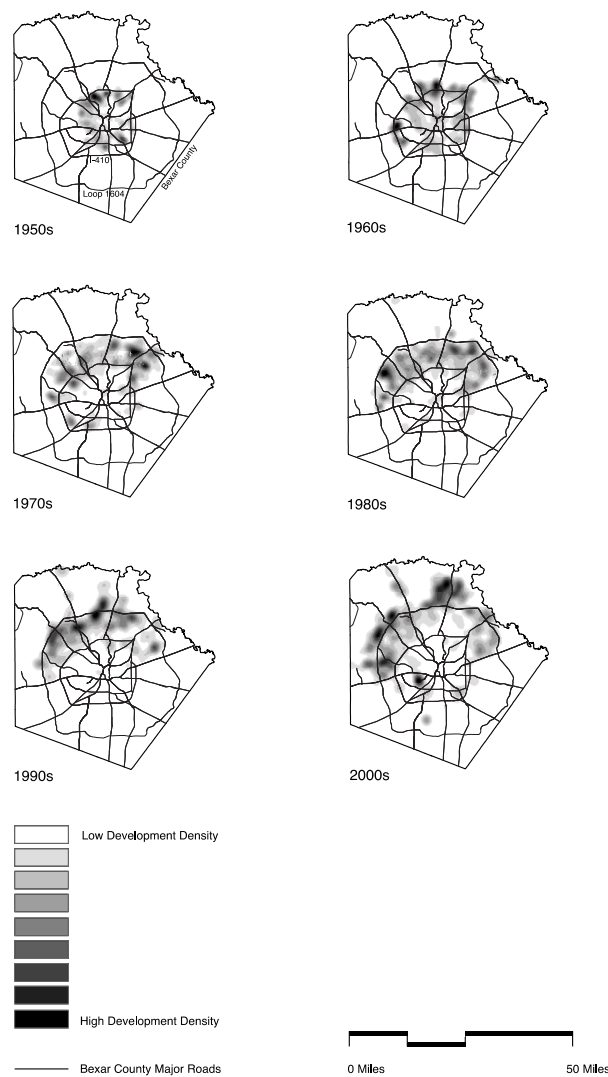 I-410
Loop 1604
Bexar County
1950s
1960s
1970s
1980s
1990s
2000s
Low Development Density
High Development Density
Bexar County Major Roads
0 Miles
50 Miles